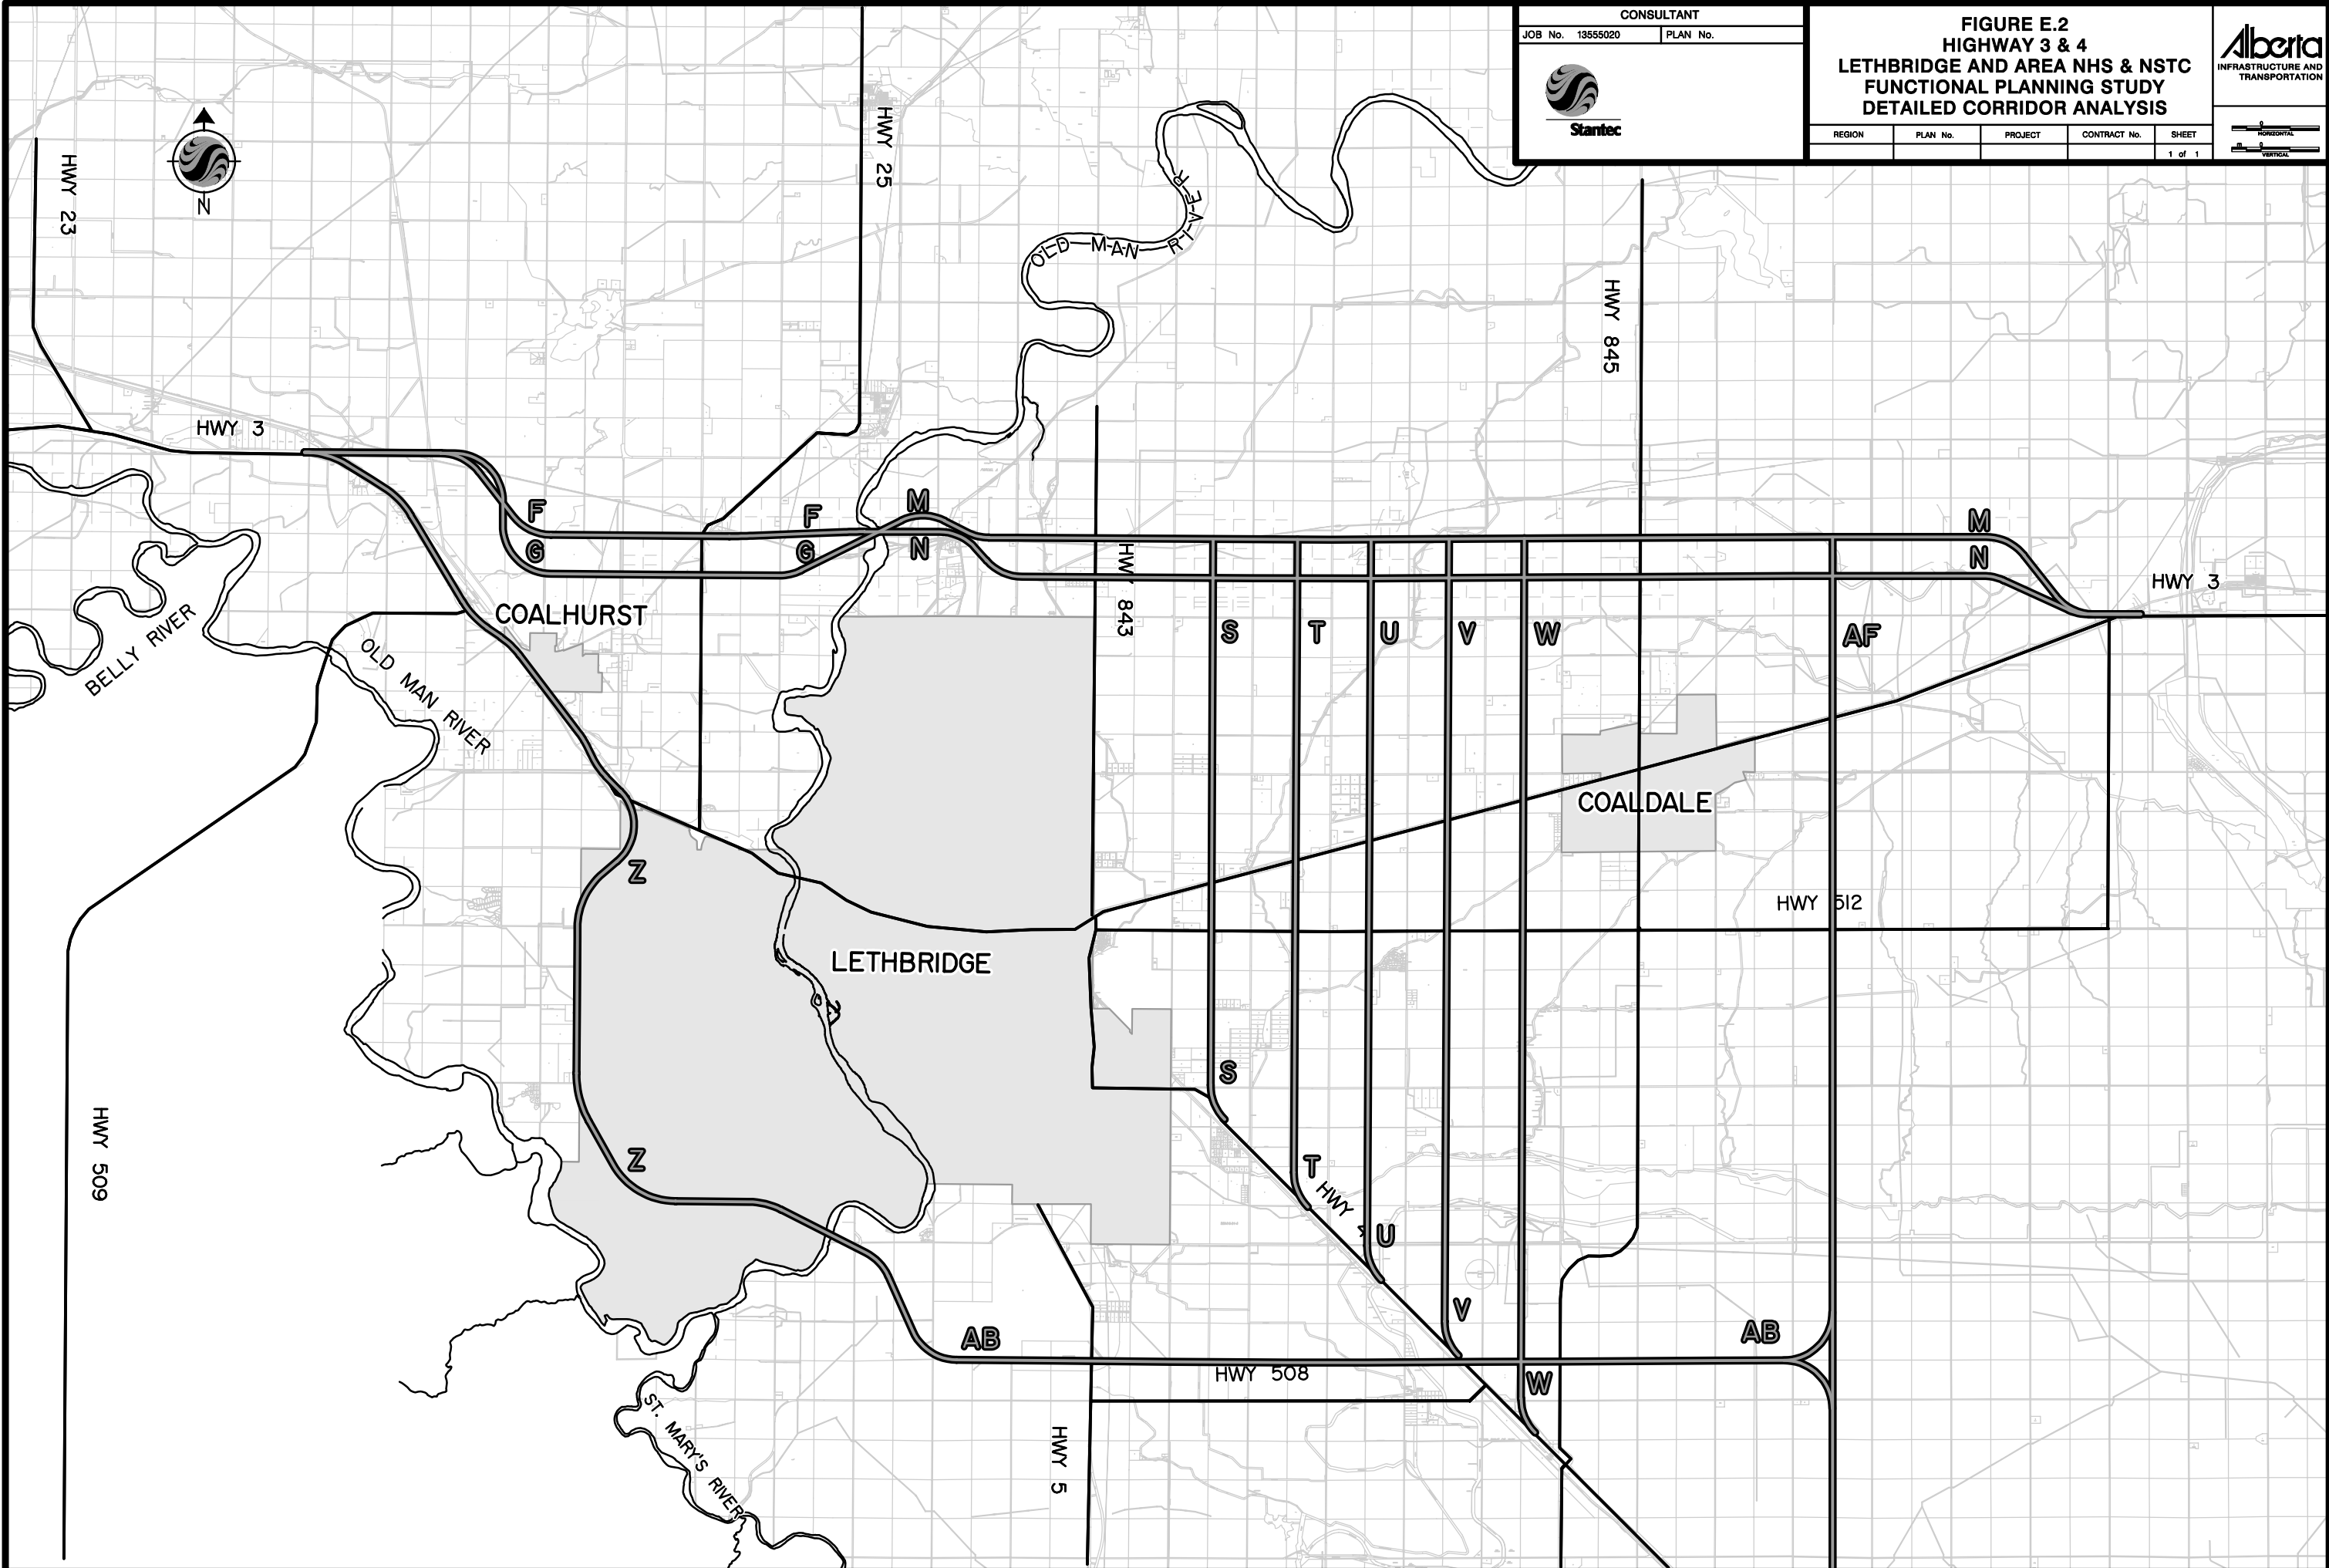 CONSULTANT
JOB No. 13555020 PLAN No.
Stantec
FIGURE E.2
HIGHWAY 3 & 4
LETHBRIDGE AND AREA NHS & NSTC
FUNCTIONAL PLANNING STUDY
DETAILED CORRIDOR ANALYSIS
REGION PLAN No. PROJECT CONTRACT No. SHEET
1 of 1
Alberta
INFRASTRUCTURE AND
TRANSPORTATION
0
HORIZONTAL
m 0
VERTICAL
N
HWY 23
HWY 25
OLD MAN RIVER
HWY 845
HWY 3
F
F
M
G
G
N
M
N
HWY 3
COALHURST
HWY 843
S
T
U
V
W
AF
BELLY RIVER
OLD MAN RIVER
COALDALE
Z
HWY 512
LETHBRIDGE
S
HWY 509
Z
T
HWY 4
U
V
AB
AB
HWY 508
W
ST. MARY'S RIVER
HWY 5